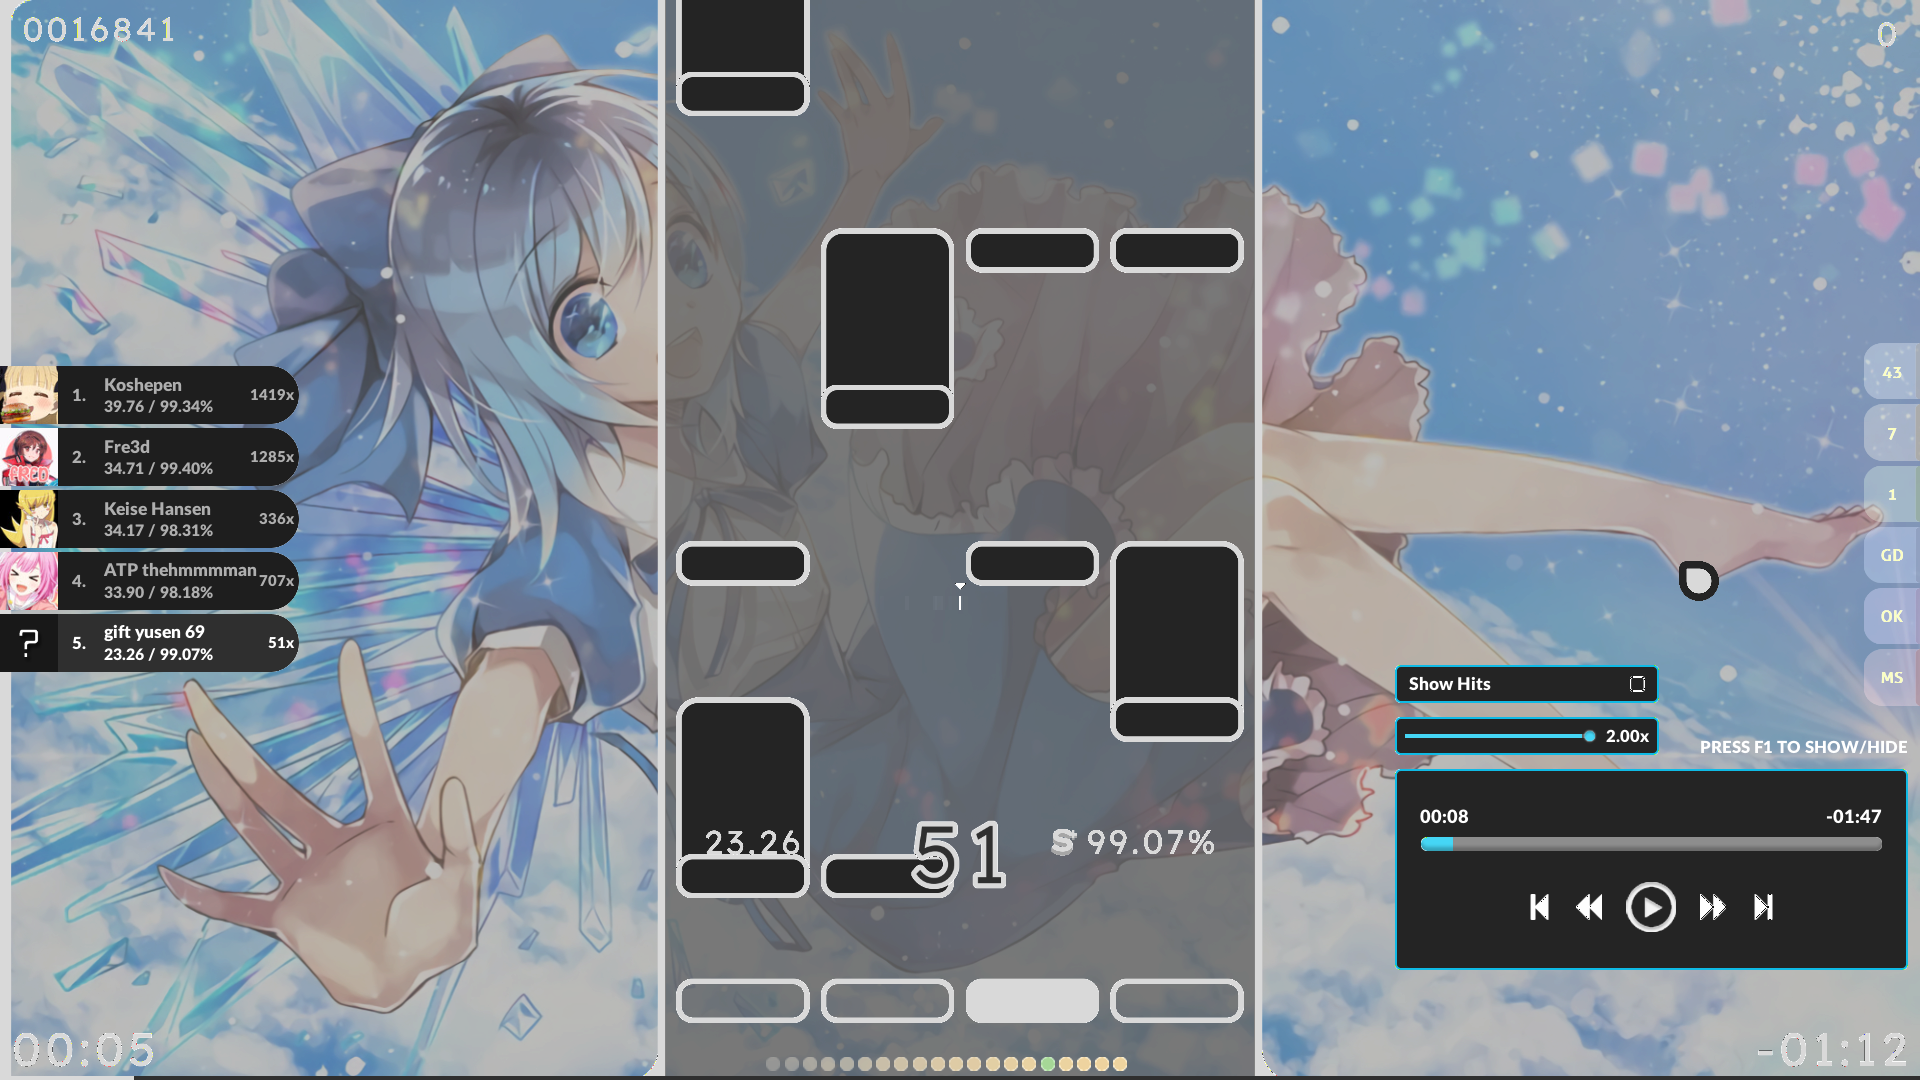 0016841
0
1.
Koshepen
39.76 / 99.34%
1419x
2.
Fre3d
34.71 / 99.40%
1285x
FRED
3.
Keise Hansen
34.17 / 98.31%
336x
4.
ATP thehmmmman
33.90 / 98.18%
707x
?
5.
gift yusen 69
23.26 / 99.07%
51x
43
7
1
GD
OK
MS
Show Hits
2.00x
PRESS F1 TO SHOW/HIDE
00:08
-01:47
23.26
51
S+ 99.07%
00:05
-01:12